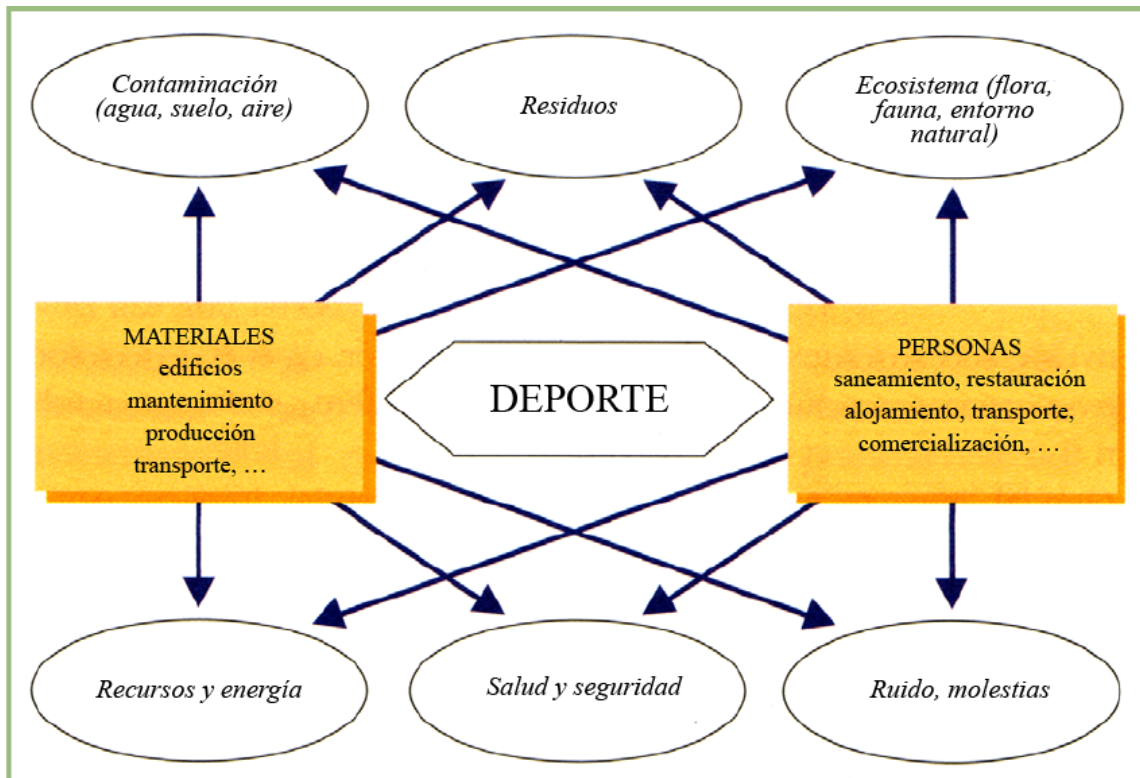 Contaminación
(agua, suelo, aire)
Residuos
Ecosistema (flora,
fauna, entorno
natural)
MATERIALES
edificios
mantenimiento
producción
transporte, …
DEPORTE
PERSONAS
saneamiento, restauración
alojamiento, transporte,
comercialización, …
Recursos y energía
Salud y seguridad
Ruido, molestias